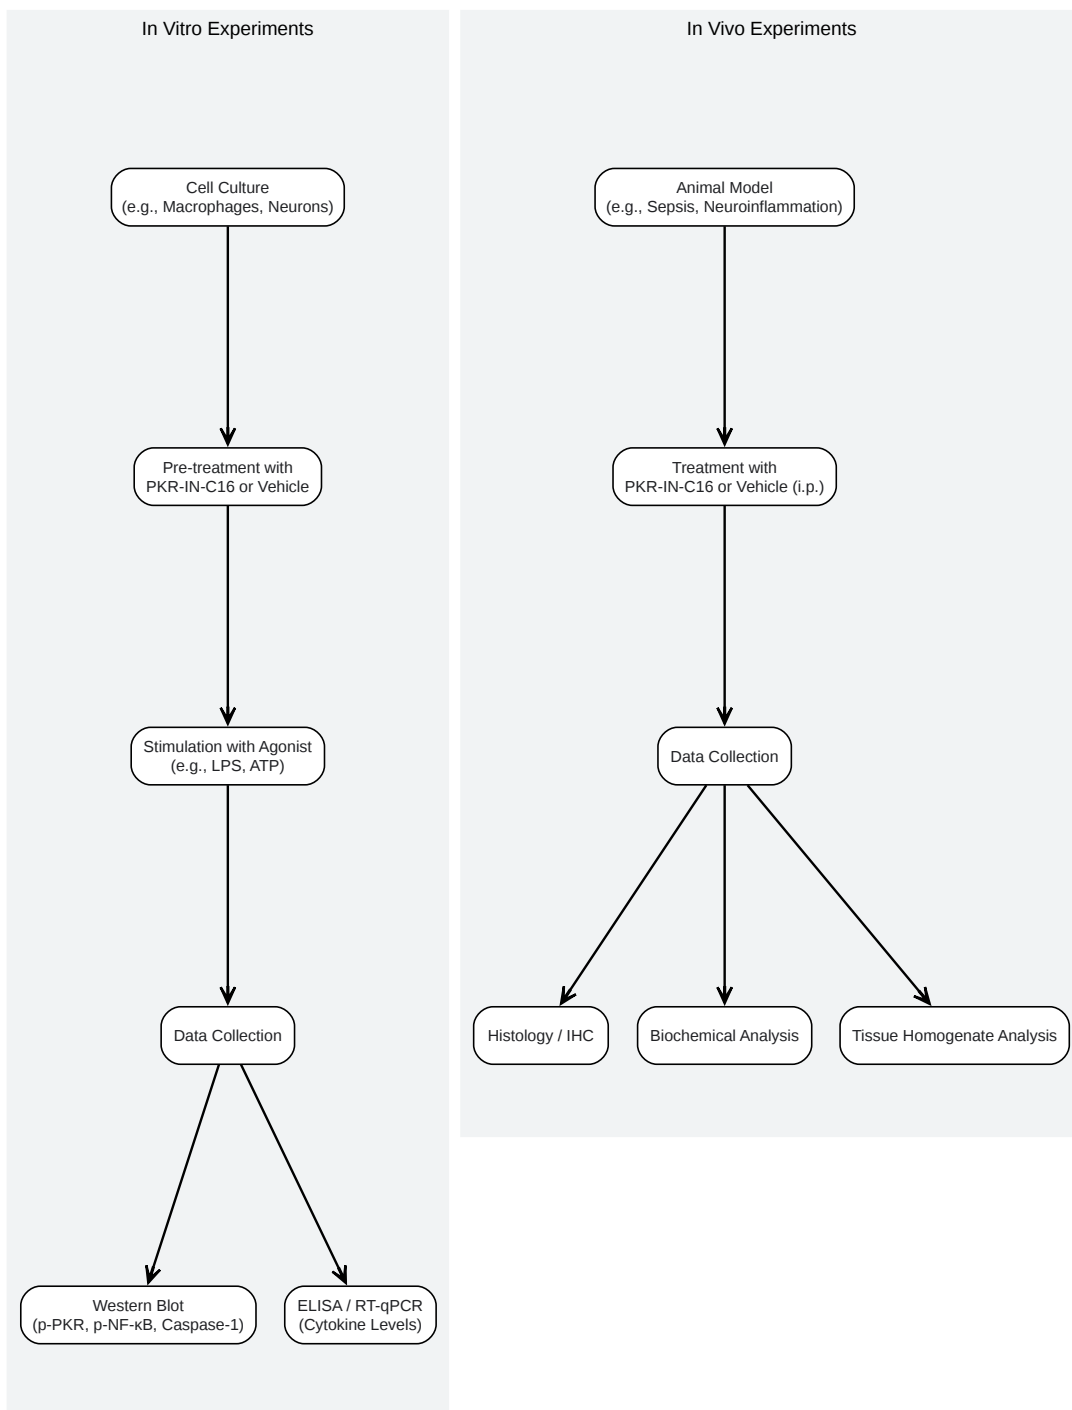 In Vitro Experiments
Cell Culture
(e.g., Macrophages, Neurons)
Pre-treatment with
PKR-IN-C16 or Vehicle
Stimulation with Agonist
(e.g., LPS, ATP)
Data Collection
Western Blot
(p-PKR, p-NF-κB, Caspase-1)
ELISA / RT-qPCR
(Cytokine Levels)
In Vivo Experiments
Animal Model
(e.g., Sepsis, Neuroinflammation)
Treatment with
PKR-IN-C16 or Vehicle (i.p.)
Data Collection
Histology / IHC
Biochemical Analysis
Tissue Homogenate Analysis